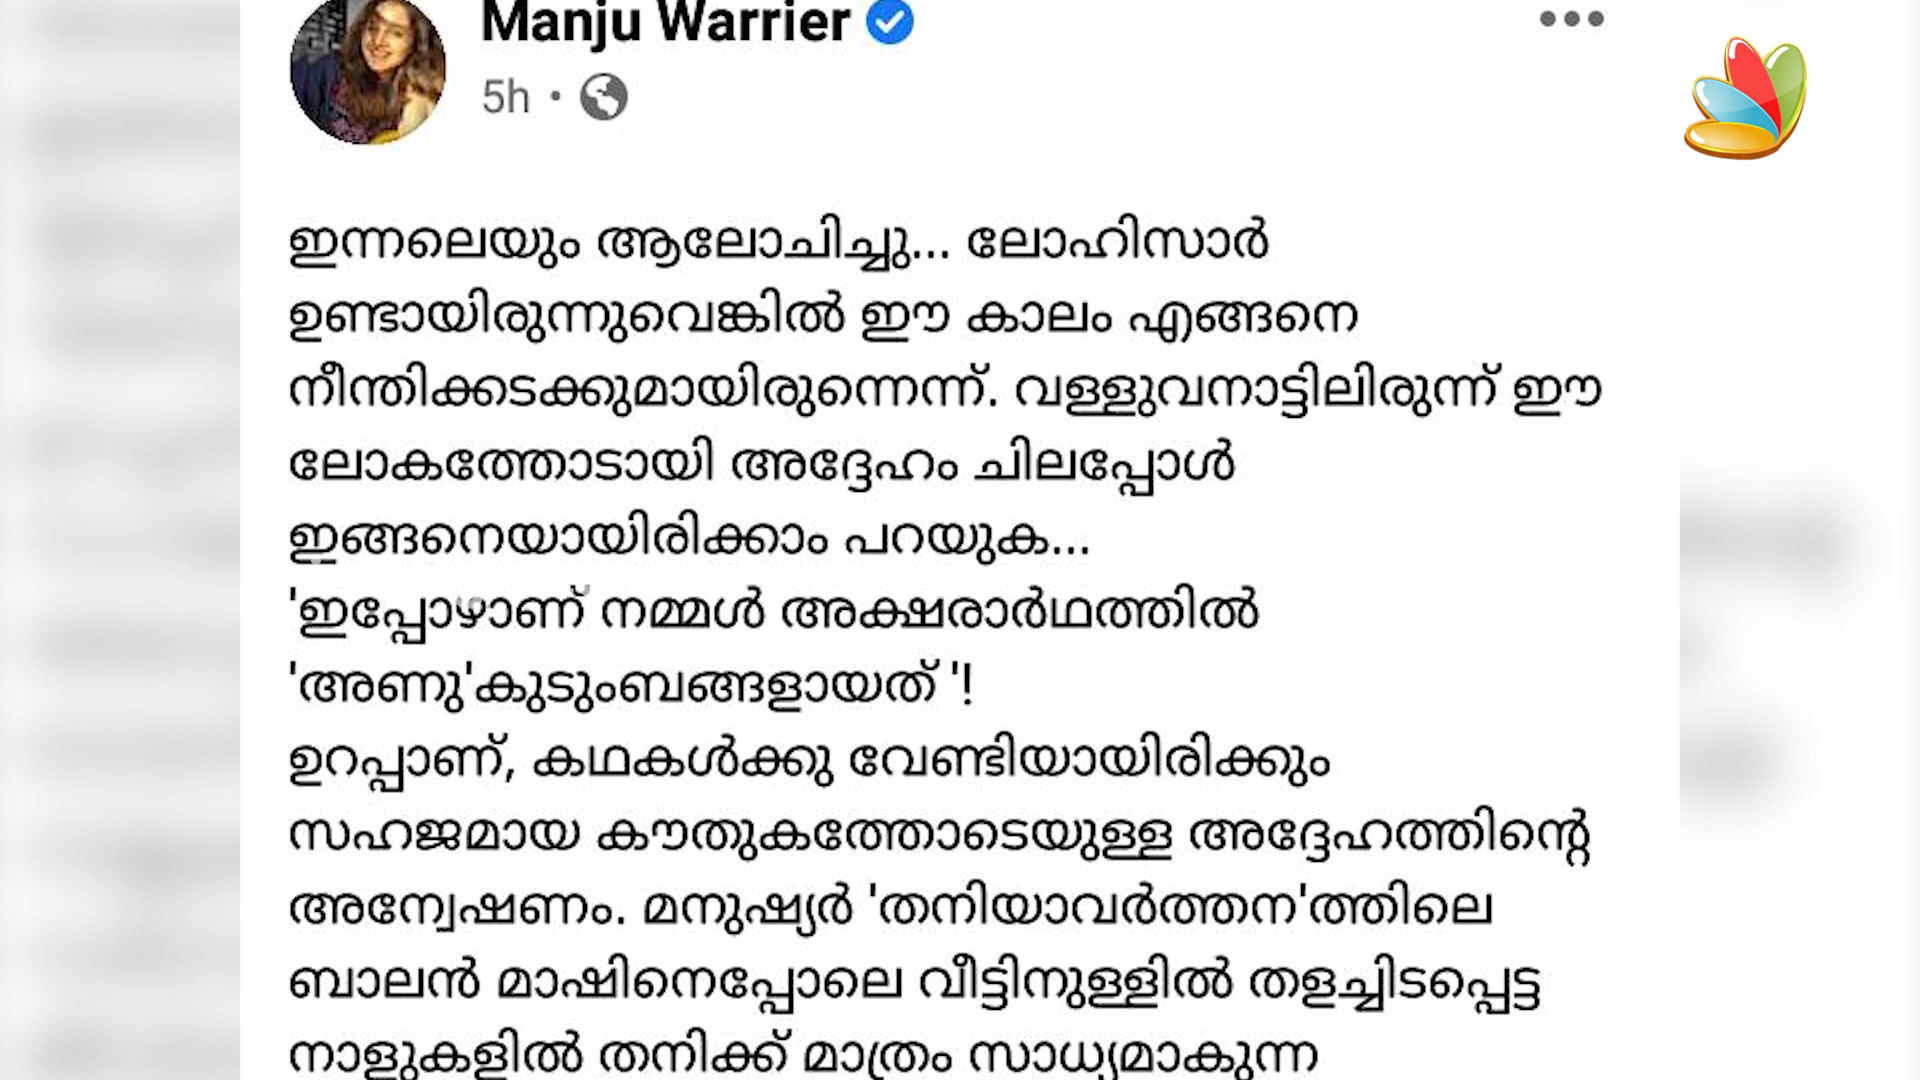 Manju Warrier
5h
ഇന്നലെയും ആലോചിച്ചു... ലോഹിസാർ
ഉണ്ടായിരുന്നുവെങ്കിൽ ഈ കാലം എങ്ങനെ
നീന്തിക്കടക്കുമായിരുന്നെന്ന്. വള്ളുവനാട്ടിലിരുന്ന് ഈ
ലോകത്തോടായി അദ്ദേഹം ചിലപ്പോൾ
ഇങ്ങനെയായിരിക്കാം പറയുക...
'ഇപ്പോഴാണ് നമ്മൾ അക്ഷരാർഥത്തിൽ
'അണു'കുടുംബങ്ങളായത് '!
ഉറപ്പാണ്, കഥകൾക്കു വേണ്ടിയായിരിക്കും
സഹജമായ കൗതുകത്തോടെയുള്ള അദ്ദേഹത്തിന്റെ
അന്വേഷണം. മനുഷ്യർ 'തനിയാവർത്തന'ത്തിലെ
ബാലൻ മാഷിനെപ്പോലെ വീട്ടിനുള്ളിൽ തളച്ചിടപ്പെട്ട
നാളുകളിൽ തനിക്ക് മാത്രം സാധ്യമാകുന്ന